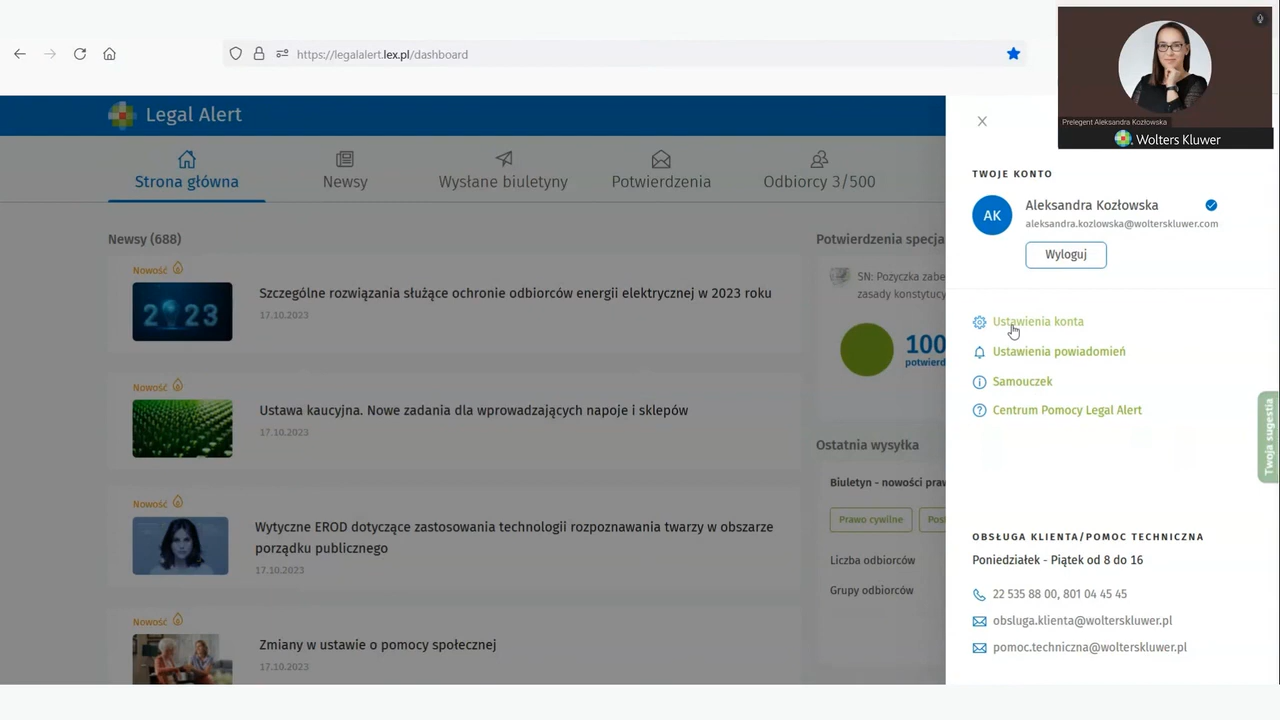 https://legalalert.lex.pl/dashboard
Prelegent Aleksandra Kozłowska
Wolters Kluwer
Legal Alert
Strona główna
Newsy
Wysłane biuletyny
Potwierdzenia
Odbiorcy 3/500
Newsy (688)
Nowość
2023
Szczególne rozwiązania służące ochronie odbiorców energii elektrycznej w 2023 roku
17.10.2023
Nowość
Ustawa kaucyjna. Nowe zadania dla wprowadzających napoje i sklepów
17.10.2023
Nowość
Wytyczne EROD dotyczące zastosowania technologii rozpoznawania twarzy w obszarze
porządku publicznego
17.10.2023
Nowość
Zmiany w ustawie o pomocy społecznej
17.10.2023
Potwierdzenia specja
SN: Pożyczka zabe
zasady konstytucy
100
potwierd
Ostatnia wysyłka
Biuletyn - nowości praw
Prawo cywilne
Post
Liczba odbiorców
Grupy odbiorców
TWOJE KONTO
AK
Aleksandra Kozłowska
aleksandra.kozlowska@wolterskluwer.com
Wyloguj
Ustawienia konta
Ustawienia powiadomień
Samouczek
Centrum Pomocy Legal Alert
Twoja sugestia
OBSŁUGA KLIENTA/POMOC TECHNICZNA
Poniedziałek - Piątek od 8 do 16
22 535 88 00, 801 04 45 45
obsluga.klienta@wolterskluwer.pl
pomoc.techniczna@wolterskluwer.pl